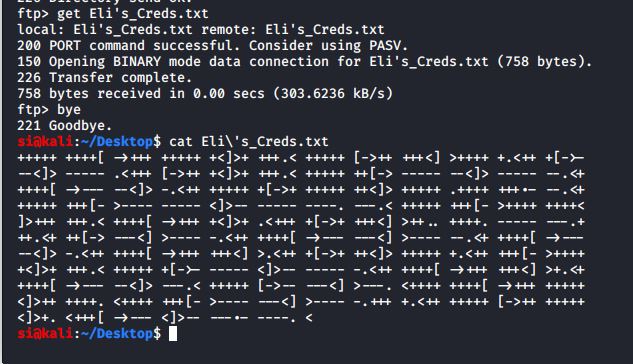 226 Directory send OK.
ftp> get Eli's_Creds.txt
local: Eli's_Creds.txt remote: Eli's_Creds.txt
200 PORT command successful. Consider using PASV.
150 Opening BINARY mode data connection for Eli's_Creds.txt (758 bytes).
226 Transfer complete.
758 bytes received in 0.00 secs (303.6236 kB/s)
ftp> bye
221 Goodbye.
si@kali:~/Desktop$ cat Eli\'s_Creds.txt
+++++ ++++[ ->+++ +++++ +<]>+ +++.< +++++ [->++ +++<] >++++ +.<++ +[->-
--<]> ----- .<+++ [->++ +<]>+ +++.< +++++ ++[-> ----- --<]> ----- --.<+
++++[ ->--- --<]> -.<++ +++++ +[->+ +++++ ++<]> +++++ .++++ +++.- --.<+
+++++ +++[- >---- ----- <]>-- ----- ----. ---.< +++++ +++[- >++++ ++++<
]>+++ +++.< ++++[ ->+++ +<]>+ .<+++ +[->+ +++<] >++.. ++++. ----- ---.+
++.<+ ++[-> ---<] >---- -.<++ ++++[ ->--- ---<] >---- --.<+ ++++[ ->---
--<]> -.<++ ++++[ ->+++ +++<] >.<++ +[->+ ++<]> +++++ +.<++ +++[- >++++
+<]>+ +++.< +++++ +[->- ----- <]>-- ----- -.<++ ++++[ ->+++ +++<] >+.<+
++++[ ->--- --<]> ---.< +++++ [->-- ---<] >---. <++++ ++++[ ->+++ +++++
<]>++ ++++. <++++ +++[- >---- ---<] >---- -.+++ +.<++ +++++ [->++ +++++
<]>+. <+++[ ->--- <]>-- ---.- ----. <
si@kali:~/Desktop$